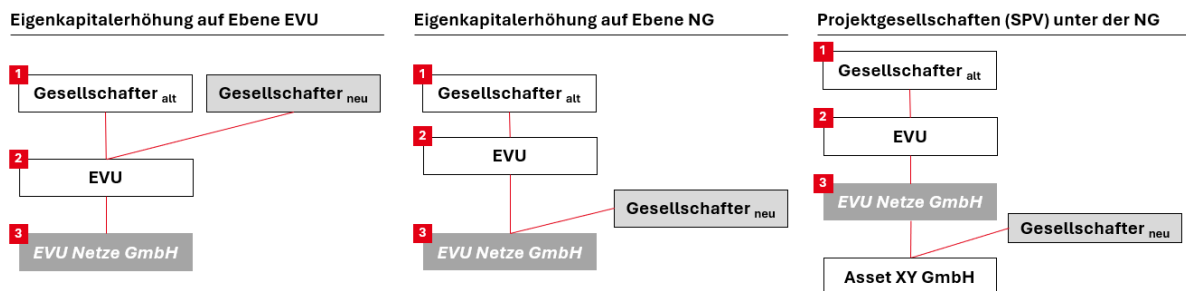 Eigenkapitalerhöhung auf Ebene EVU
1
Gesellschafter alt
Gesellschafter neu
2
EVU
3
EVU Netze GmbH
Eigenkapitalerhöhung auf Ebene NG
1
Gesellschafter alt
2
EVU
Gesellschafter neu
3
EVU Netze GmbH
Projektgesellschaften (SPV) unter der NG
1
Gesellschafter alt
2
EVU
3
EVU Netze GmbH
Gesellschafter neu
Asset XY GmbH